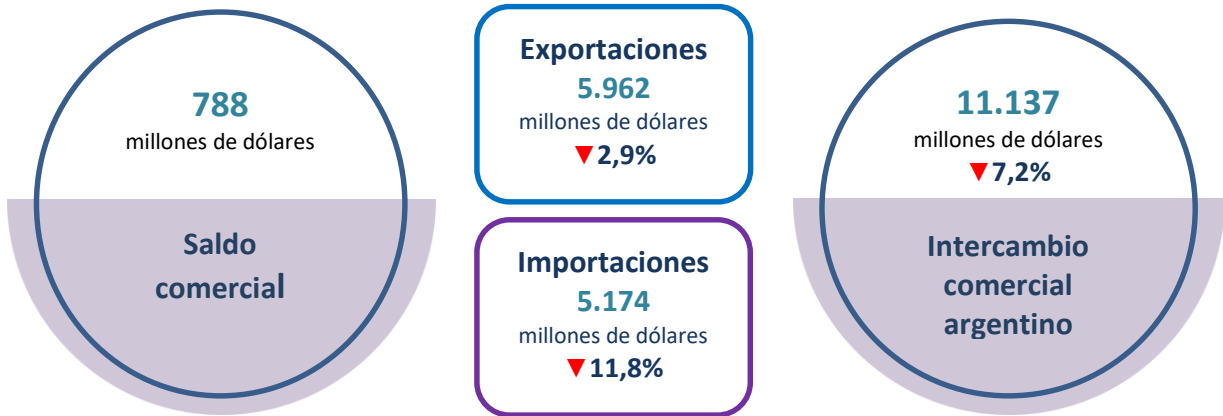 788
millones de dólares
Saldo
comercial
Exportaciones
5.962
millones de dólares
▼2,9%
Importaciones
5.174
millones de dólares
▼11,8%
11.137
millones de dólares
▼7,2%
Intercambio
comercial
argentino